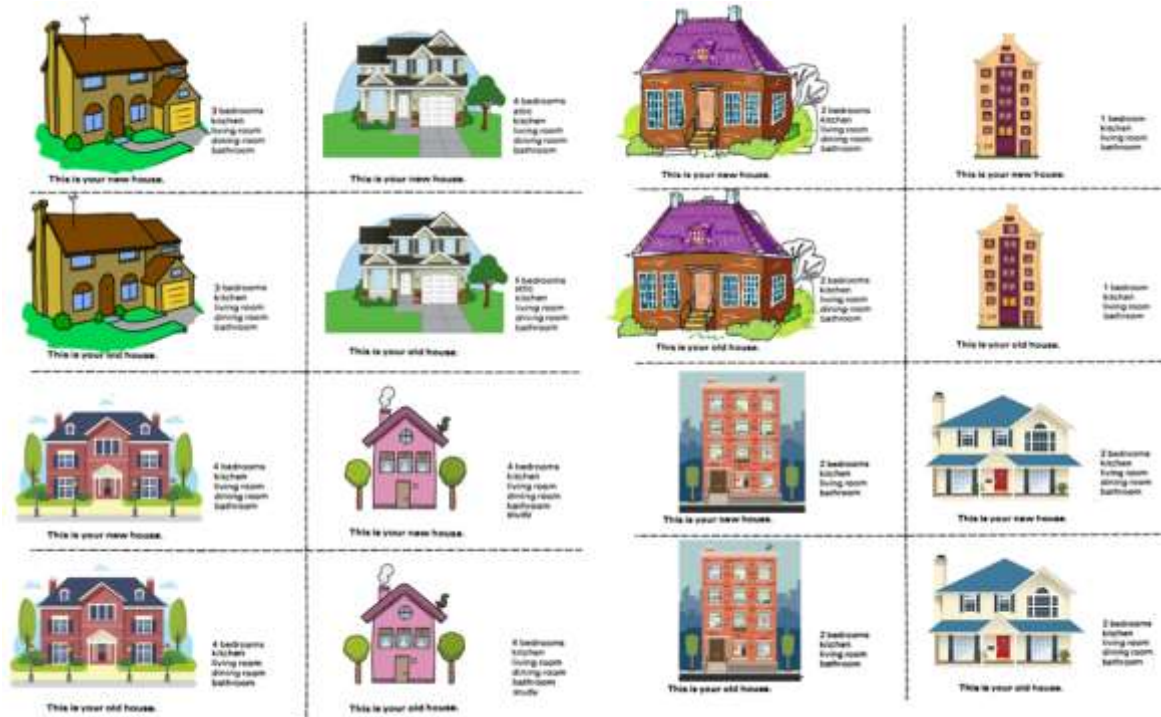 3 bedrooms
kitchen
living room
dining room
bathroom
This is your new house.
4 bedrooms
attic
kitchen
living room
dining room
bathroom
This is your new house.
2 bedrooms
kitchen
living room
dining room
bathroom
This is your new house.
1 bedroom
kitchen
living room
bathroom
This is your new house.
3 bedrooms
kitchen
living room
dining room
bathroom
This is your old house.
bedrooms
attic
kitchen
living room
dining room
bathroom
This is your old house.
2 bedrooms
kitchen
living room
dining room
bathroom
This is your old house.
1 bedroom
kitchen
living room
bathroom
This is your old house.
4 bedrooms
kitchen
living room
dining room
bathroom
This is your new house.
4 bedrooms
kitchen
living room
dining room
bathroom
study
This is your new house.
2 bedrooms
kitchen
living room
bathroom
This is your new house.
bedrooms
kitchen
living room
dining room
bathroom
This is your new house.
4 bedrooms
kitchen
living room
dining room
bathroom
This is your old house.
4 bedrooms
kitchen
living room
dining room
bathroom
study
This is your old house.
2 bedrooms
kitchen
living room
bathroom
This is your old house.
bedrooms
kitchen
living room
dining room
bathroom
This is your old house.